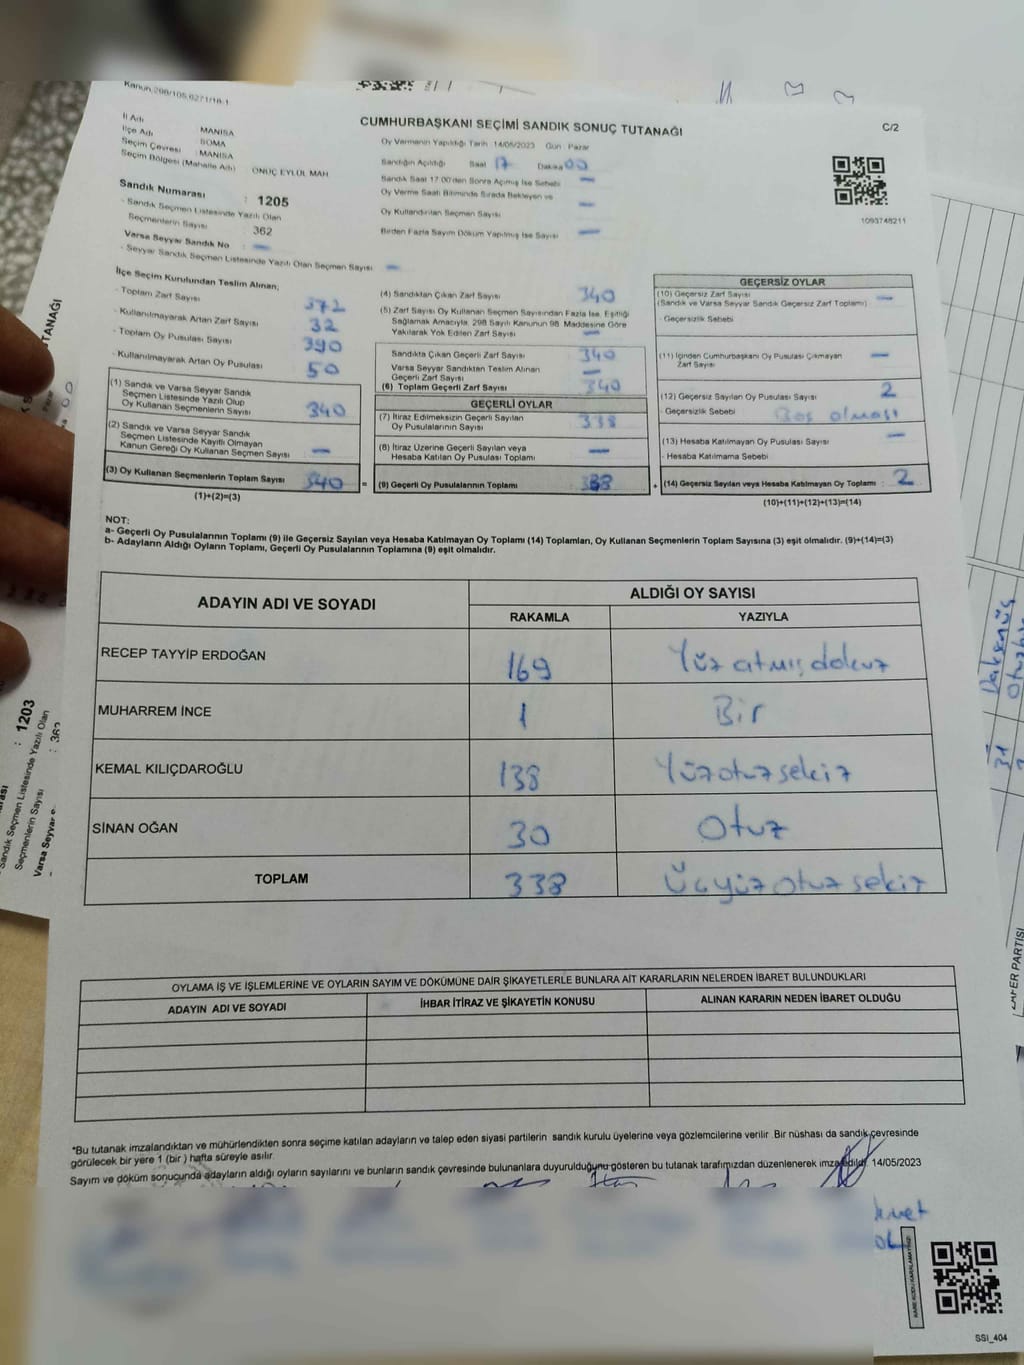 Kanun 298/105,6271/18-1
CUMHURBAŞKANI SEÇİMİ SANDIK SONUÇ TUTANAĞI
C/2
İl Adı : MANİSA
İlçe Adı : SOMA
Seçim Çevresi : MANİSA
Seçim Bölgesi (Mahalle Adı) : ONÜÇ EYLÜL MAH
Sandık Numarası : 1205
- Sandık Seçmen Listesinde Yazılı Olan
Seçmenlerin Sayısı : 362
Varsa Seyyar Sandık No : -
- Seyyar Sandık Seçmen Listesinde Yazılı Olan Seçmen Sayısı : -
Oy Vermenin Yapıldığı Tarih 14/05/2023 Gün Pazar
Sandığın Açıldığı Saat 17 Dakika 00
Sandık Saat 17.00'den Sonra Açılmış İse Sebebi -
Oy Verme Saati Bitiminde Sırada Bekleyen ve
Oy Kullandırılan Seçmen Sayısı -
Birden Fazla Sayım Döküm Yapılmış İse Sayısı -
1093748211
İlçe Seçim Kurulundan Teslim Alınan;
- Toplam Zarf Sayısı 372
- Kullanılmayarak Artan Zarf Sayısı 32
- Toplam Oy Pusulası Sayısı 390
- Kullanılmayarak Artan Oy Pusulası 50
(1) Sandık ve Varsa Seyyar Sandık
Seçmen Listesinde Yazılı Olup
Oy Kullanan Seçmenlerin Sayısı 340
(2) Sandık ve Varsa Seyyar Sandık
Seçmen Listesinde Kayıtlı Olmayan
Kanun Gereği Oy Kullanan Seçmen Sayısı -
(3) Oy Kullanan Seçmenlerin Toplam Sayısı 340
(1)+(2)=(3)
(4) Sandıktan Çıkan Zarf Sayısı 340
(5) Zarf Sayısı Oy Kullanan Seçmen Sayısından Fazla İse, Eşitliği
Sağlamak Amacıyla, 298 Sayılı Kanunun 98. Maddesine Göre
Yakılarak Yok Edilen Zarf Sayısı -
Sandıkta Çıkan Geçerli Zarf Sayısı 340
Varsa Seyyar Sandıktan Teslim Alınan
Geçerli Zarf Sayısı -
(6) Toplam Geçerli Zarf Sayısı 340
GEÇERLİ OYLAR
(7) İtiraz Edilmeksizin Geçerli Sayılan
Oy Pusulalarının Sayısı 338
(8) İtiraz Üzerine Geçerli Sayılan veya
Hesaba Katılan Oy Pusulası Toplamı -
= (9) Geçerli Oy Pusulalarının Toplamı : 338
GEÇERSİZ OYLAR
(10) Geçersiz Zarf Sayısı -
(Sandık ve Varsa Seyyar Sandık Geçersiz Zarf Toplamı)
- Geçersizlik Sebebi
(11) İçinden Cumhurbaşkanı Oy Pusulası Çıkmayan
Zarf Sayısı -
(12) Geçersiz Sayılan Oy Pusulası Sayısı 2
- Geçersizlik Sebebi Boş olması
(13) Hesaba Katılmayan Oy Pusulası Sayısı -
- Hesaba Katılmama Sebebi
+ (14) Geçersiz Sayılan veya Hesaba Katılmayan Oy Toplamı : 2
(10)+(11)+(12)+(13)=(14)
NOT:
a- Geçerli Oy Pusulalarının Toplamı (9) ile Geçersiz Sayılan veya Hesaba Katılmayan Oy Toplamı (14) Toplamları, Oy Kullanan Seçmenlerin Toplam Sayısına (3) eşit olmalıdır. (9)+(14)=(3)
b- Adayların Aldığı Oyların Toplamı, Geçerli Oy Pusulalarının Toplamına (9) eşit olmalıdır.
ADAYIN ADI VE SOYADI
ALDIĞI OY SAYISI
RAKAMLA YAZIYLA
RECEP TAYYİP ERDOĞAN 169 Yüz atmış dokuz
MUHARREM İNCE 1 Bir
KEMAL KILIÇDAROĞLU 138 Yüz otuz sekiz
SİNAN OĞAN 30 Otuz
TOPLAM 338 Üçyüz otuz sekiz
OYLAMA İŞ VE İŞLEMLERİNE VE OYLARIN SAYIM VE DÖKÜMÜNE DAİR ŞİKAYETLERLE BUNLARA AİT KARARLARIN NELERDEN İBARET BULUNDUKLARI
ADAYIN ADI VE SOYADI İHBAR İTİRAZ VE ŞİKAYETİN KONUSU ALINAN KARARIN NEDEN İBARET OLDUĞU
*Bu tutanak imzalandıktan ve mühürlendikten sonra seçime katılan adayların ve talep eden siyasi partilerin sandık kurulu üyelerine veya gözlemcilerine verilir. Bir nüshası da sandık çevresinde
görülecek bir yere 1 (bir ) hafta süreyle asılır.
Sayım ve döküm sonucunda adayların aldığı oyların sayılarını ve bunların sandık çevresinde bulunanlara duyurulduğunu gösteren bu tutanak tarafımızdan düzenlenerek imza edildi. 14/05/2023
SSI_404
TANAĞI
: 1203
Sandık Seçmen Listesinde Yazılı Olan
Seçmenlerin Sayısı : 362
Varsa Seyyar
31